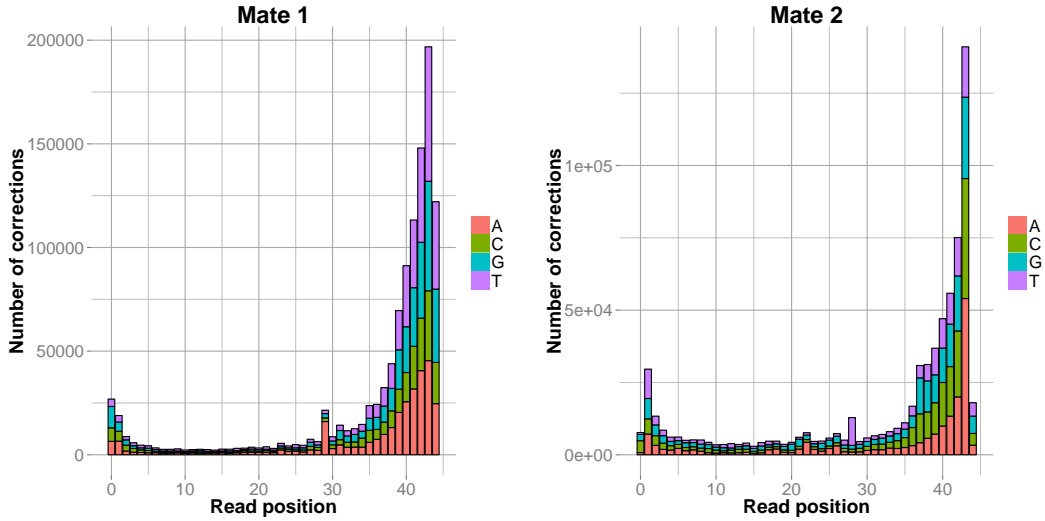 Mate 1
Number of corrections
200000
150000
100000
50000
0
0 10 20 30 40
Read position
A
C
G
T
Mate 2
Number of corrections
1e+05
5e+04
0e+00
0 10 20 30 40
Read position
A
C
G
T